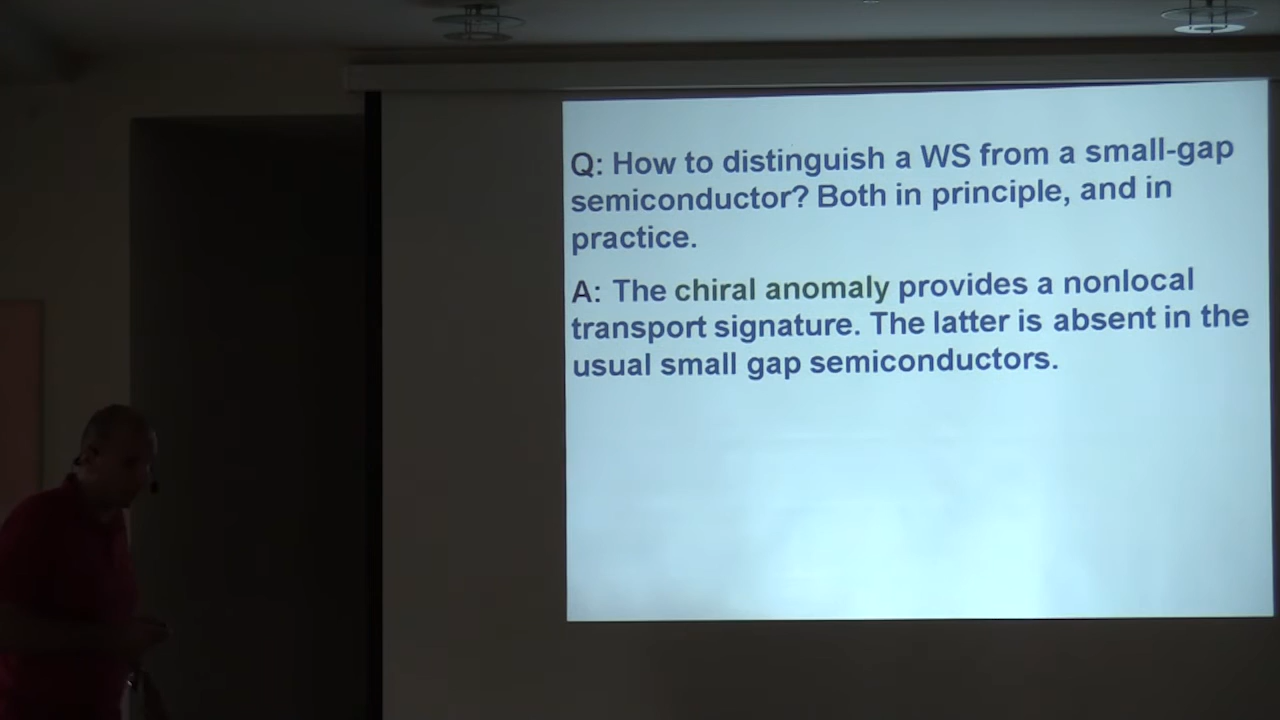 Q: How to distinguish a WS from a small-gap
semiconductor? Both in principle, and in
practice.
A: The chiral anomaly provides a nonlocal
transport signature. The latter is absent in the
usual small gap semiconductors.